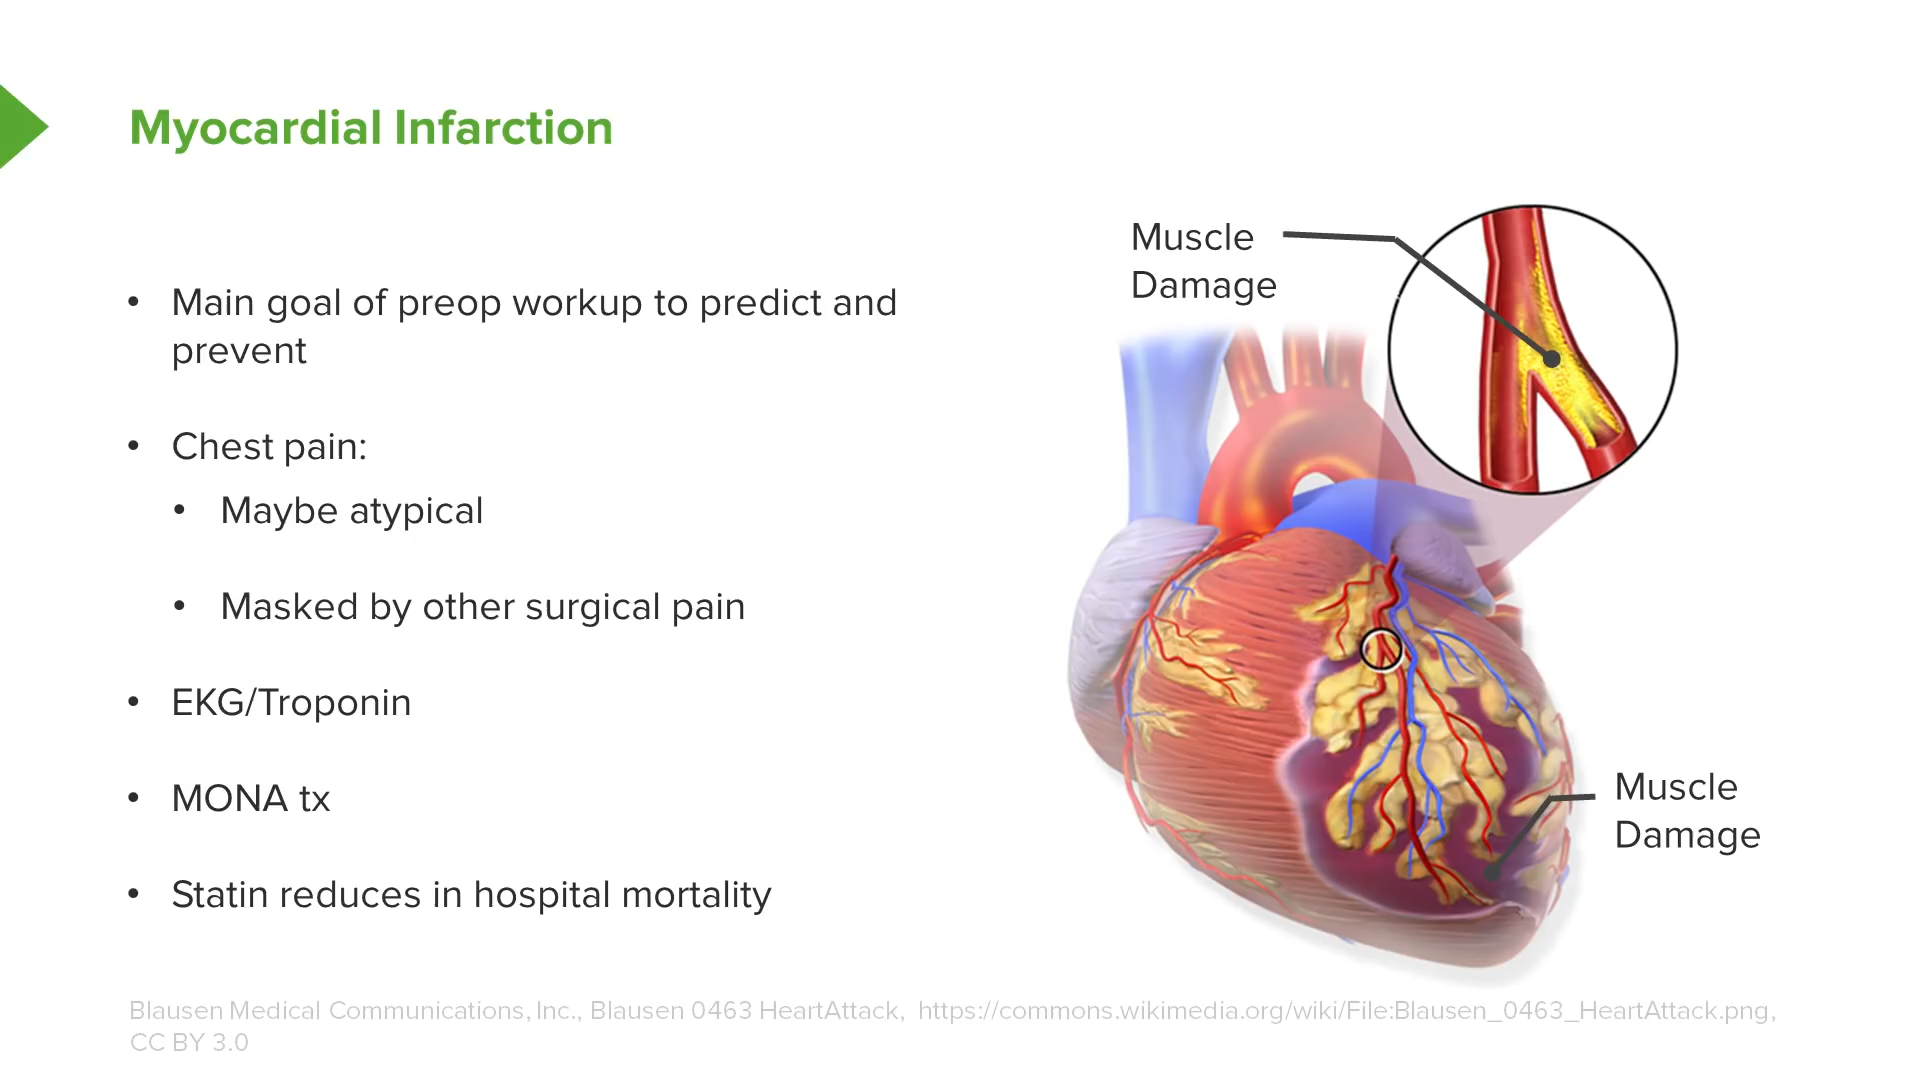 Myocardial Infarction
Muscle
Damage
• Main goal of preop workup to predict and
prevent
• Chest pain:
• Maybe atypical
• Masked by other surgical pain
• EKG/Troponin
• MONA tx
• Statin reduces in hospital mortality
Muscle
Damage
Blausen Medical Communications, Inc., Blausen 0463 HeartAttack, https://commons.wikimedia.org/wiki/File:Blausen_0463_HeartAttack.png,
CC BY 3.0